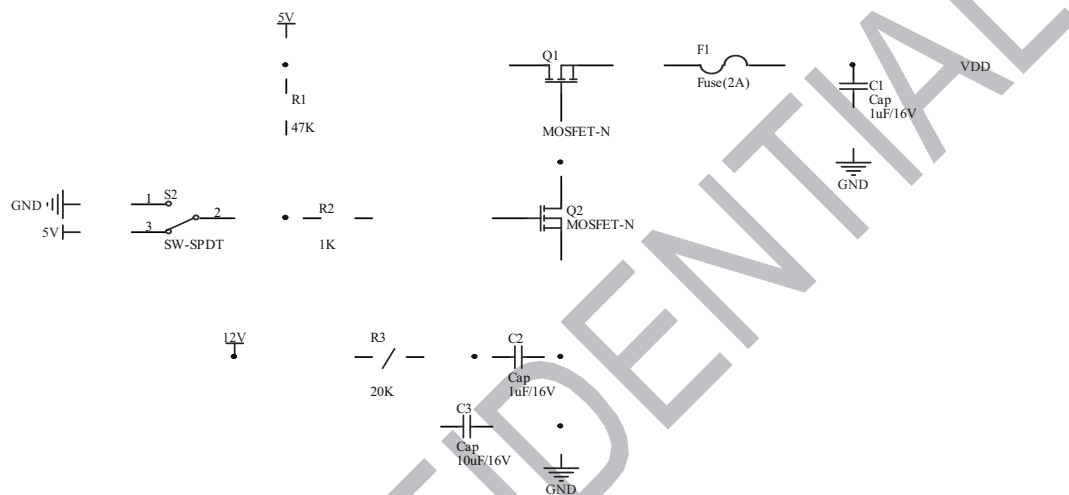 5V
R1
47K
Q1
MOSFET-N
F1
Fuse(2A)
VDD
C1
Cap
1uF/16V
GND
GND
5V
1
S2
3
2
SW-SPDT
R2
1K
Q2
MOSFET-N
12V
R3
20K
C2
Cap
1uF/16V
C3
Cap
10uF/16V
GND
FIDENTIAL